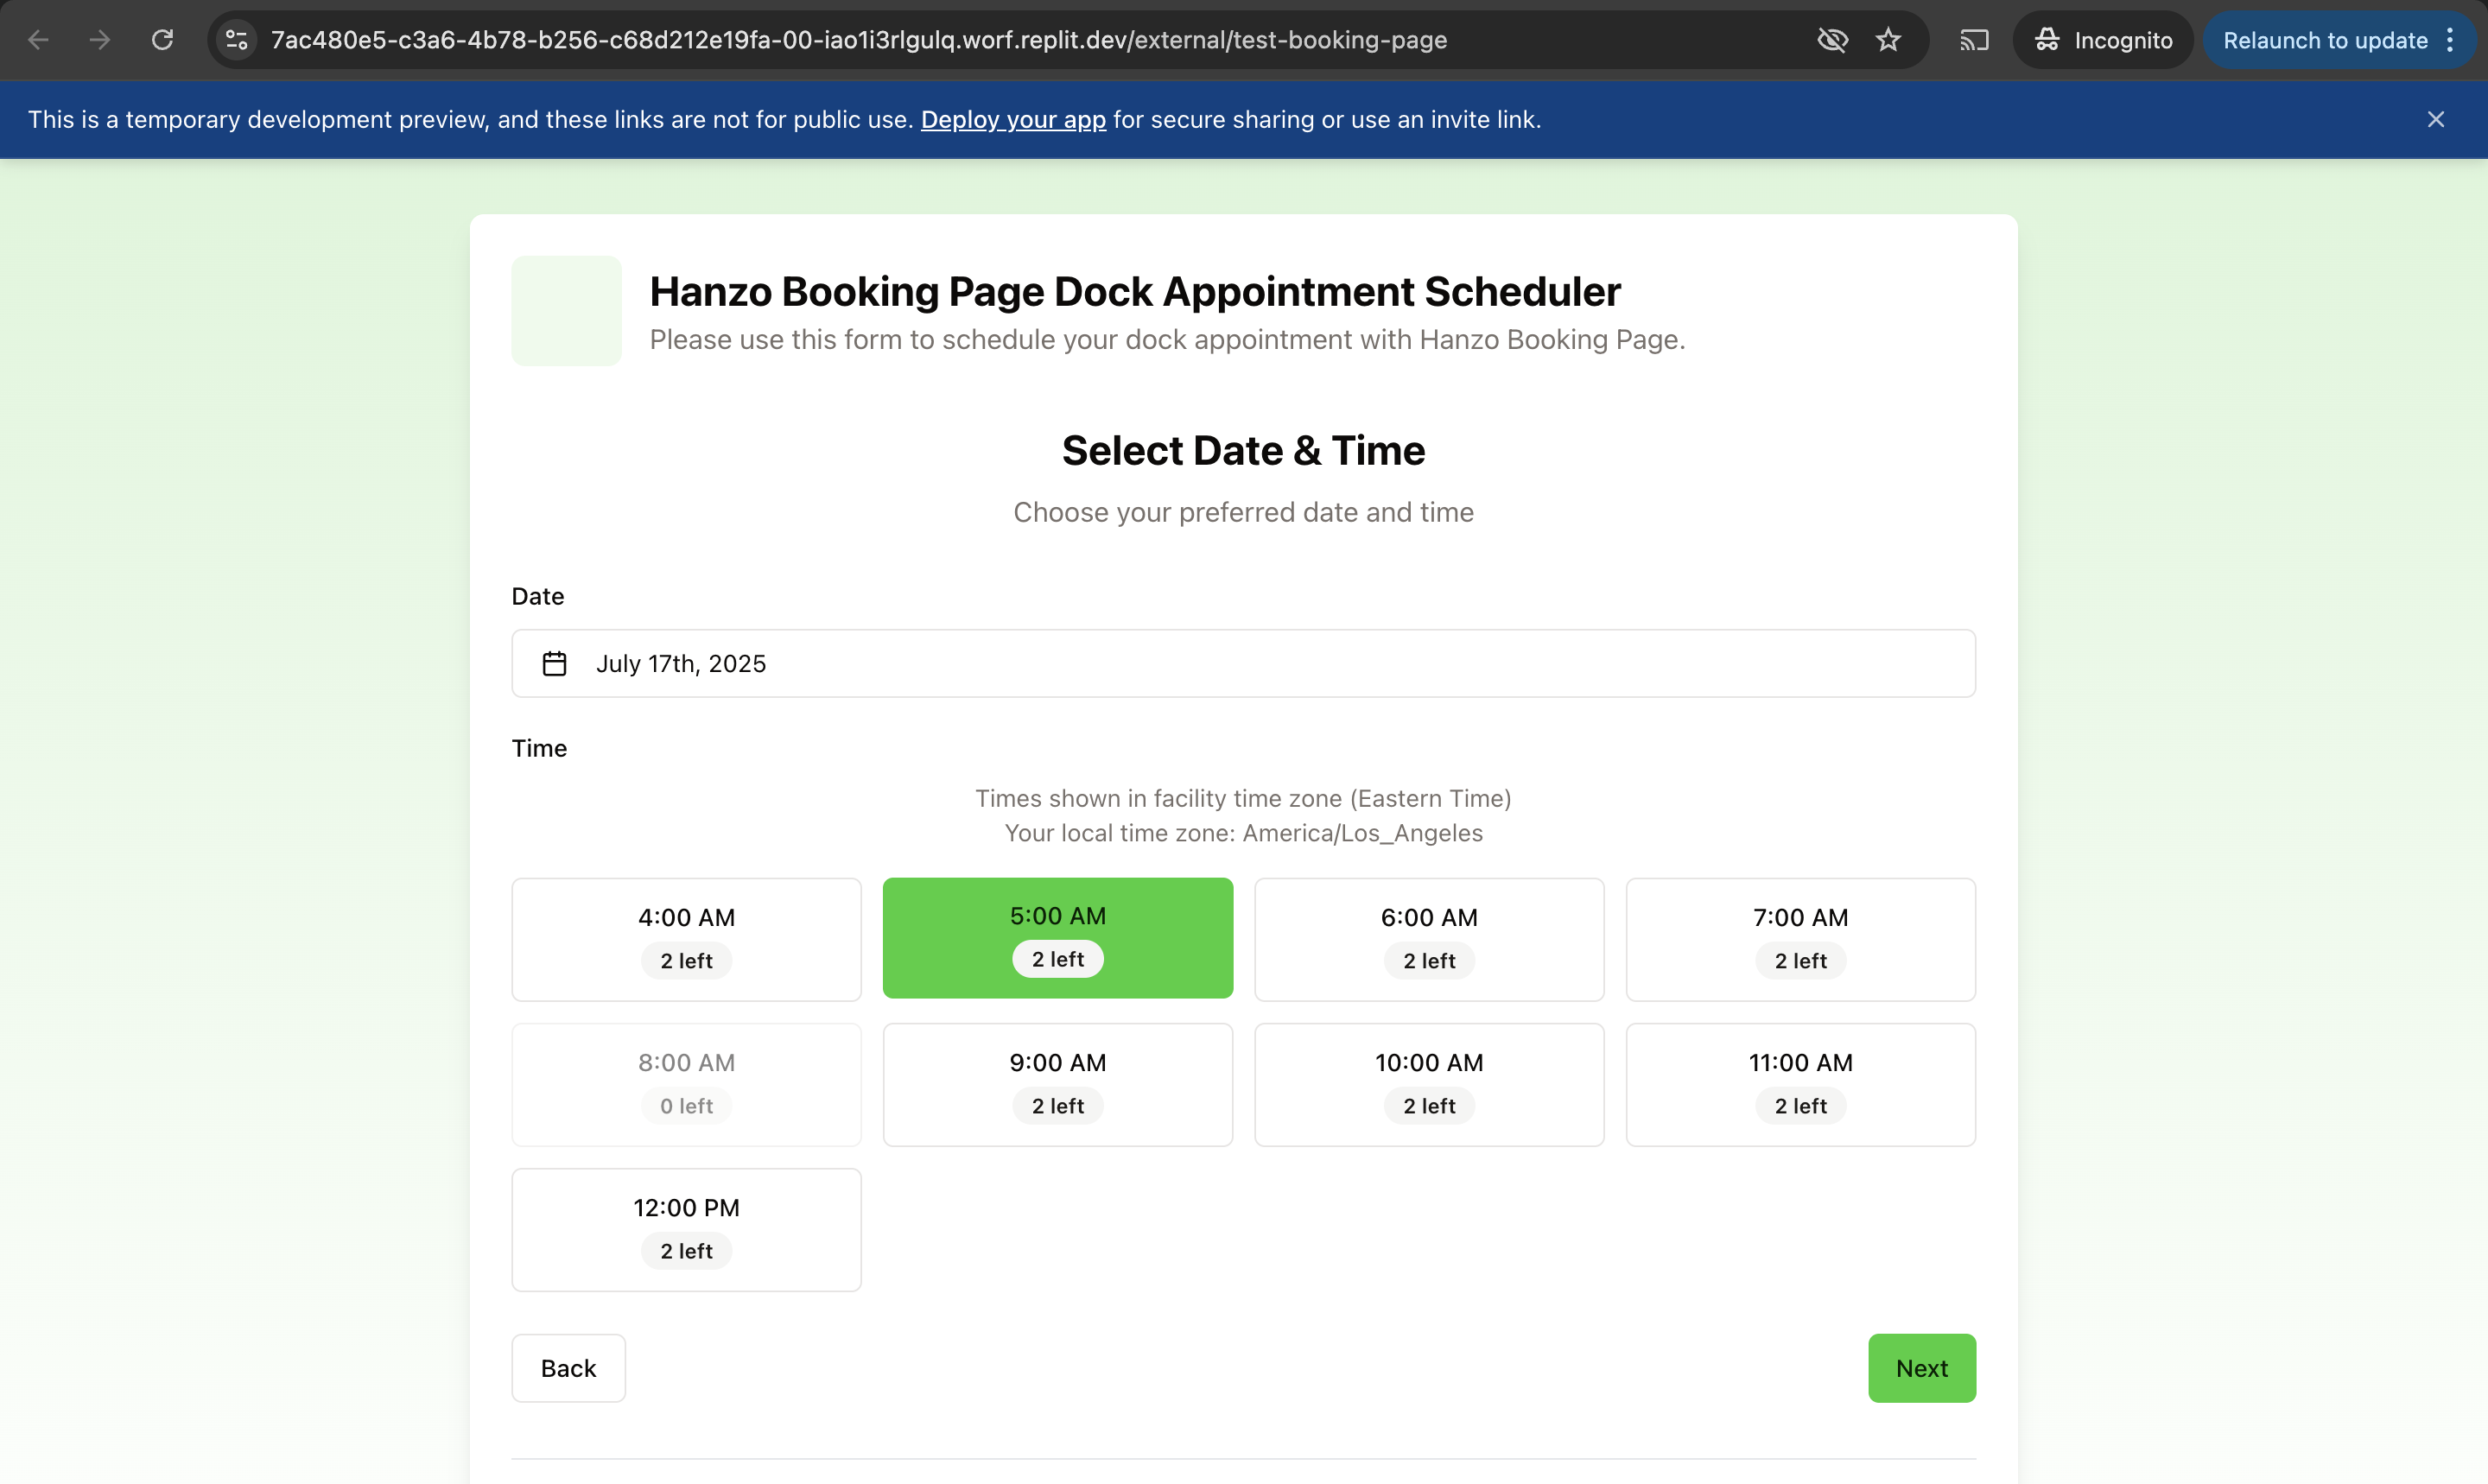 7ac480e5-c3a6-4b78-b256-c68d212e19fa-00-iao1i3rlgulq.worf.replit.dev/external/test-booking-page
Incognito
Relaunch to update
This is a temporary development preview, and these links are not for public use. Deploy your app for secure sharing or use an invite link.
Hanzo Booking Page Dock Appointment Scheduler
Please use this form to schedule your dock appointment with Hanzo Booking Page.
Select Date & Time
Choose your preferred date and time
Date
July 17th, 2025
Time
Times shown in facility time zone (Eastern Time)
Your local time zone: America/Los_Angeles
4:00 AM
2 left
5:00 AM
2 left
6:00 AM
2 left
7:00 AM
2 left
8:00 AM
0 left
9:00 AM
2 left
10:00 AM
2 left
11:00 AM
2 left
12:00 PM
2 left
Back
Next